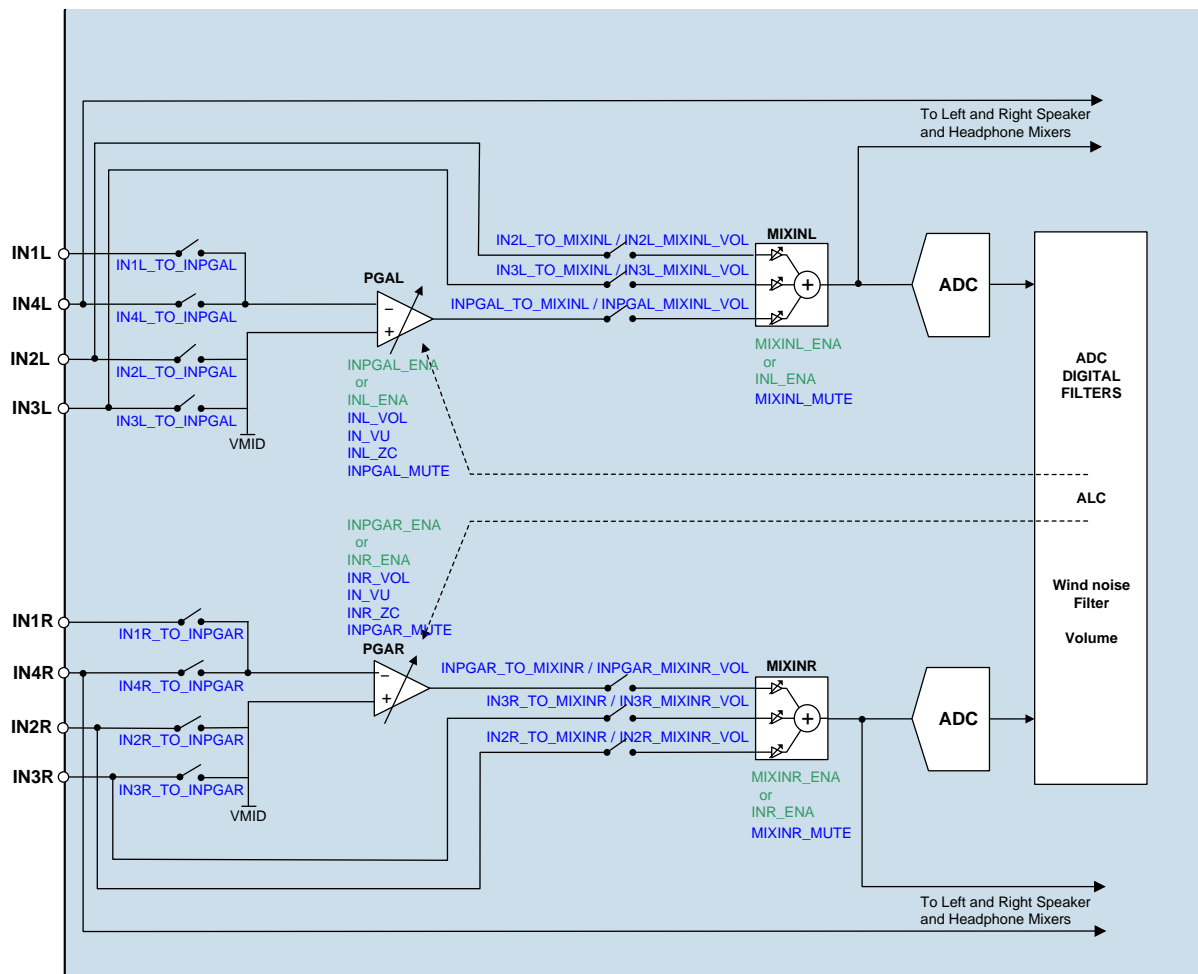 To Left and Right Speaker
and Headphone Mixers
IN2L_TO_MIXINL / IN2L_MIXINL_VOL
MIXINL
IN1L
IN1L_TO_INPGAL
IN3L_TO_MIXINL / IN3L_MIXINL_VOL
PGAL
ADC
IN4L
INPGAL_TO_MIXINL / INPGAL_MIXINL_VOL
IN4L_TO_INPGAL
−
+
+
IN2L
IN2L_TO_INPGAL
MIXINL_ENA
or
INL_ENA
MIXINL_MUTE
ADC
DIGITAL
FILTERS
INPGAL_ENA
or
INL_ENA
INL_VOL
IN_VU
INL_ZC
INPGAL_MUTE
IN3L
IN3L_TO_INPGAL
VMID
ALC
INPGAR_ENA
or
INR_ENA
INR_VOL
IN_VU
INR_ZC
INPGAR_MUTE
Wind noise
Filter
Volume
IN1R
IN1R_TO_INPGAR
PGAR
INPGAR_TO_MIXINR / INPGAR_MIXINR_VOL
MIXINR
IN4R
IN4R_TO_INPGAR
−
+
IN3R_TO_MIXINR / IN3R_MIXINR_VOL
+
ADC
IN2R
IN2R_TO_INPGAR
IN2R_TO_MIXINR / IN2R_MIXINR_VOL
IN3R
IN3R_TO_INPGAR
VMID
MIXINR_ENA
or
INR_ENA
MIXINR_MUTE
To Left and Right Speaker
and Headphone Mixers